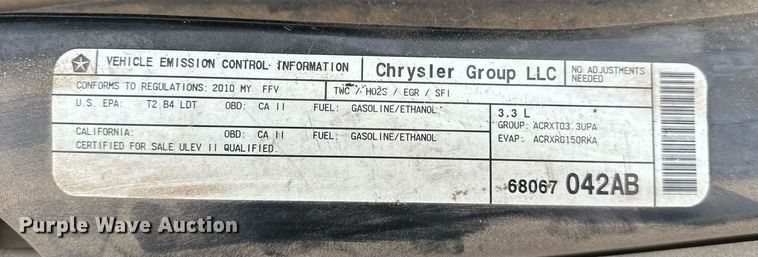 VEHICLE EMISSION CONTROL INFORMATION Chrysler Group LLC NO ADJUSTMENTS NEEDED
CONFORMS TO REGULATIONS: 2010 MY FFV TWC / HO2S / EGR / SFI
U.S. EPA: T2 B4 LDT OBD: CA II FUEL: GASOLINE/ETHANOL
3.3 L
GROUP: ACRXT03.3UPA
EVAP: ACRXR0150RKA
CALIFORNIA: OBD: CA II FUEL: GASOLINE/ETHANOL
CERTIFIED FOR SALE ULEV II QUALIFIED.
68067 042AB
Purple Wave Auction